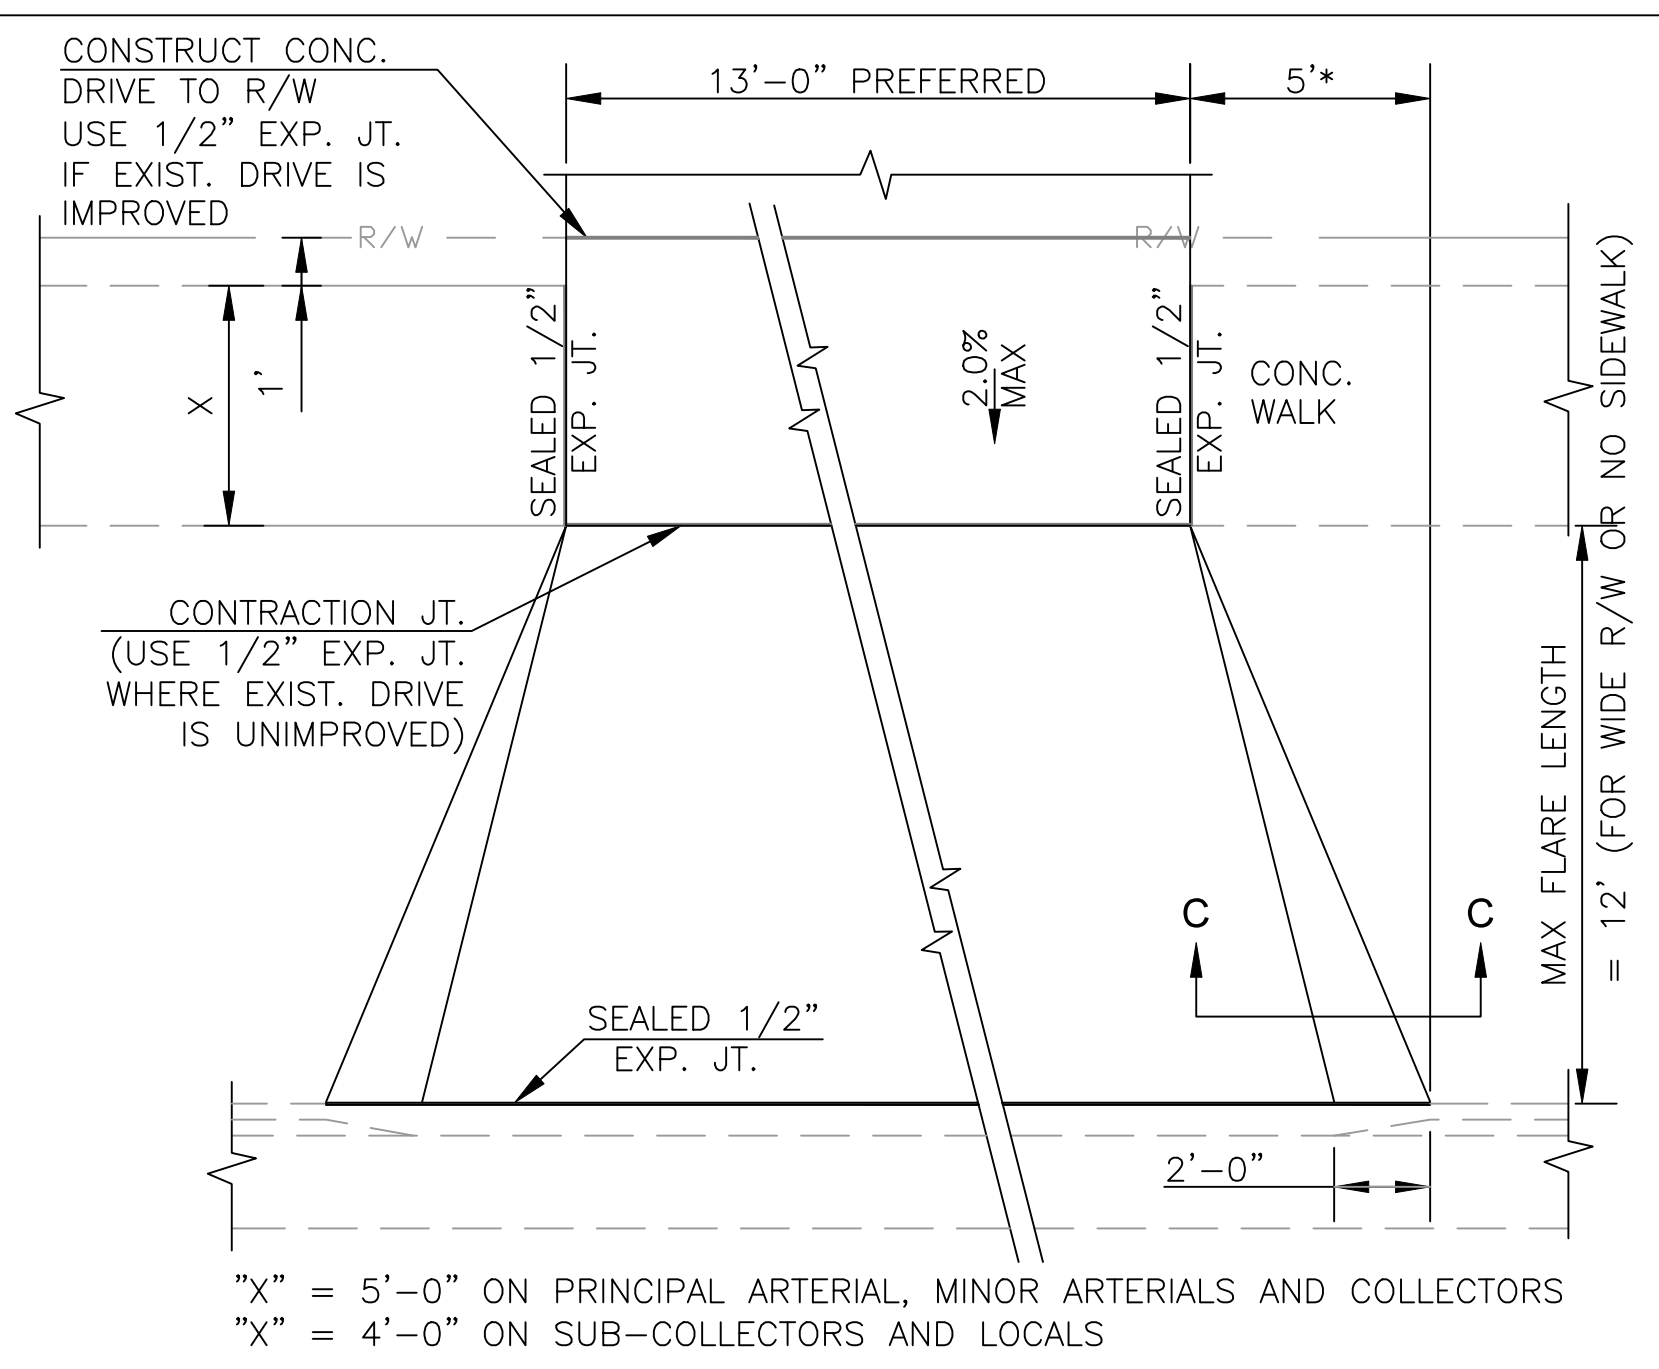 CONSTRUCT CONC.
DRIVE TO R/W
USE 1/2" EXP. JT.
IF EXIST. DRIVE IS
IMPROVED
13'-0" PREFERRED
5'*
R/W
R/W
X
1'
SEALED 1/2"
EXP. JT.
2.0%
MAX
SEALED 1/2"
EXP. JT.
CONC.
WALK
CONTRACTION JT.
(USE 1/2" EXP. JT.
WHERE EXIST. DRIVE
IS UNIMPROVED)
MAX FLARE LENGTH
= 12' (FOR WIDE R/W OR NO SIDEWALK)
C
C
SEALED 1/2"
EXP. JT.
2'-0"
"X" = 5'-0" ON PRINCIPAL ARTERIAL, MINOR ARTERIALS AND COLLECTORS
"X" = 4'-0" ON SUB-COLLECTORS AND LOCALS